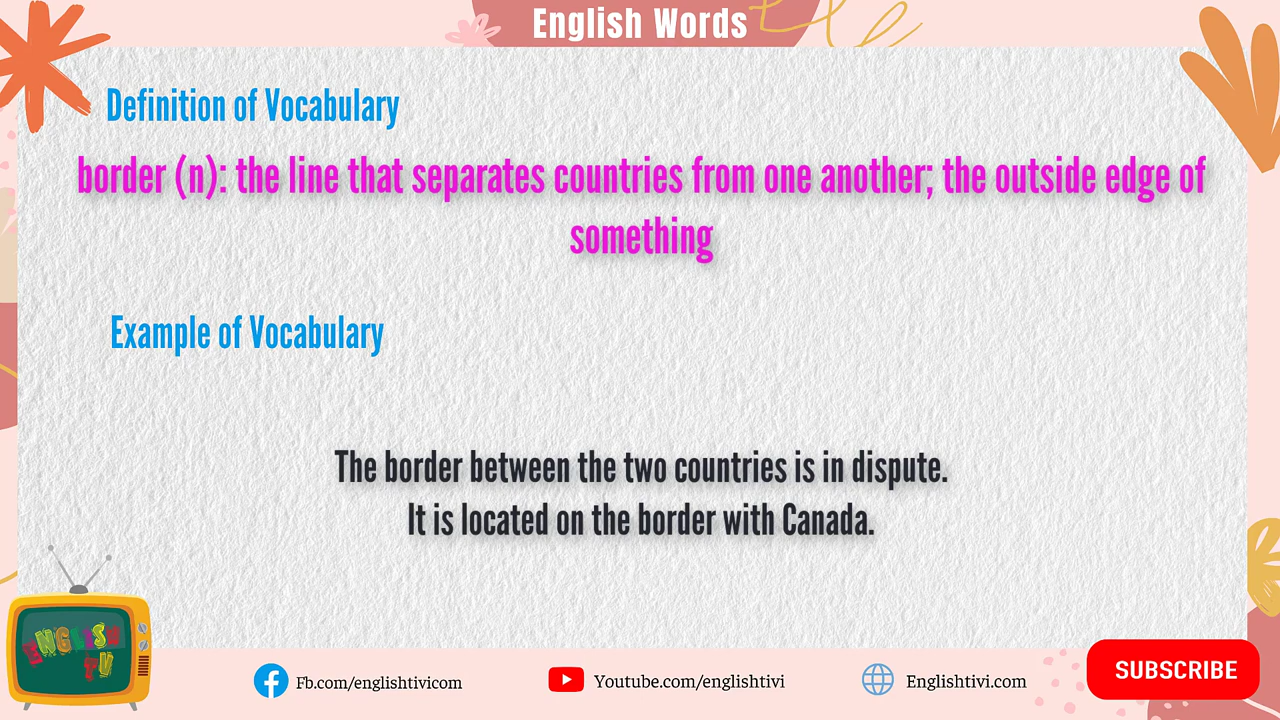 English Words
Definition of Vocabulary
border (n): the line that separates countries from one another; the outside edge of
something
Example of Vocabulary
The border between the two countries is in dispute.
It is located on the border with Canada.
ENGLISH
TV
Fb.com/englishtivicom
Youtube.com/englishtivi
Englishtivi.com
SUBSCRIBE